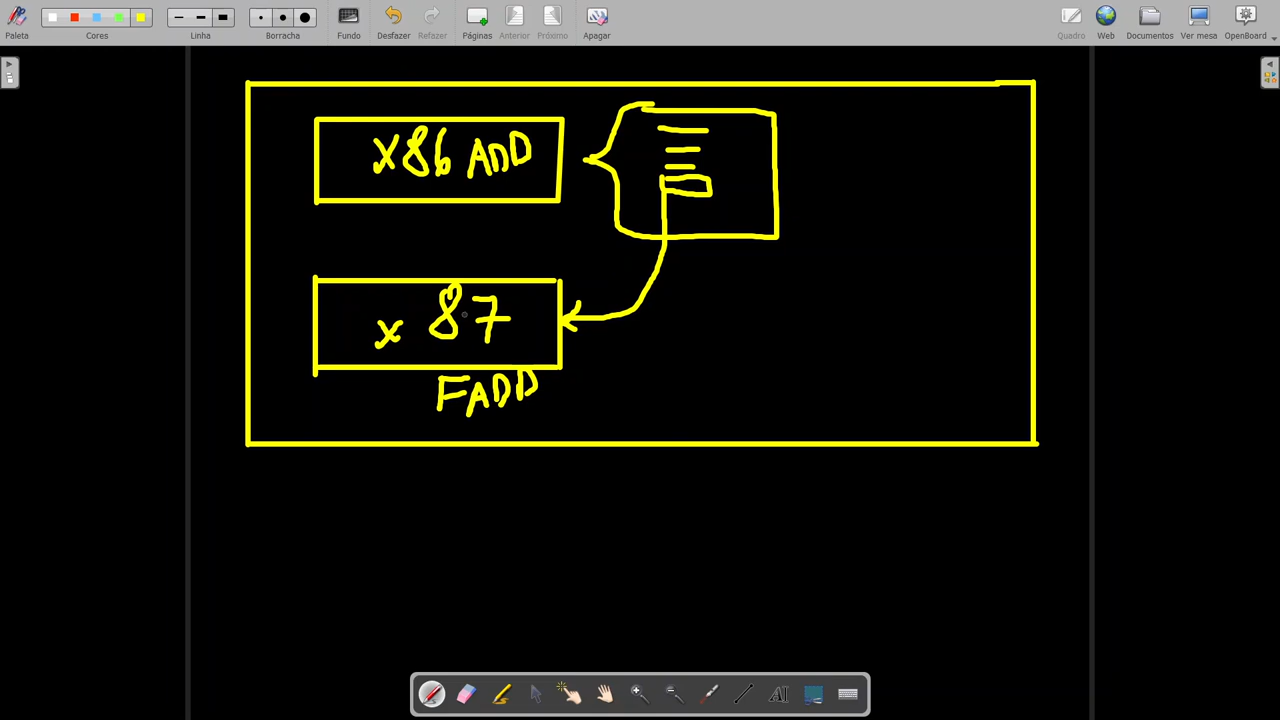 Paleta
Cores
Linha
Borracha
Fundo
Desfazer
Refazer
Páginas
Anterior
Próximo
Apagar
Quadro
Web
Documentos
Ver mesa
OpenBoard
x86 ADD
x 87
FADD